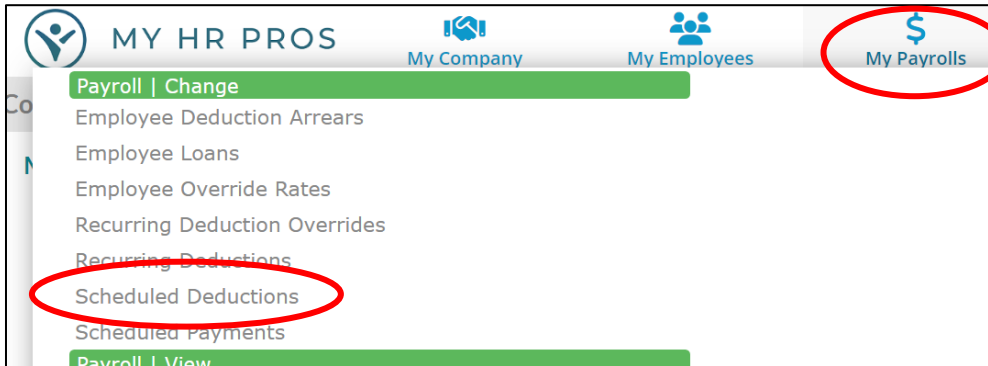 MY HR PROS
My Company
My Employees
My Payrolls
Payroll | Change
Co
Employee Deduction Arrears
Employee Loans
Employee Override Rates
Recurring Deduction Overrides
Recurring Deductions
Scheduled Deductions
Scheduled Payments
Payroll | View